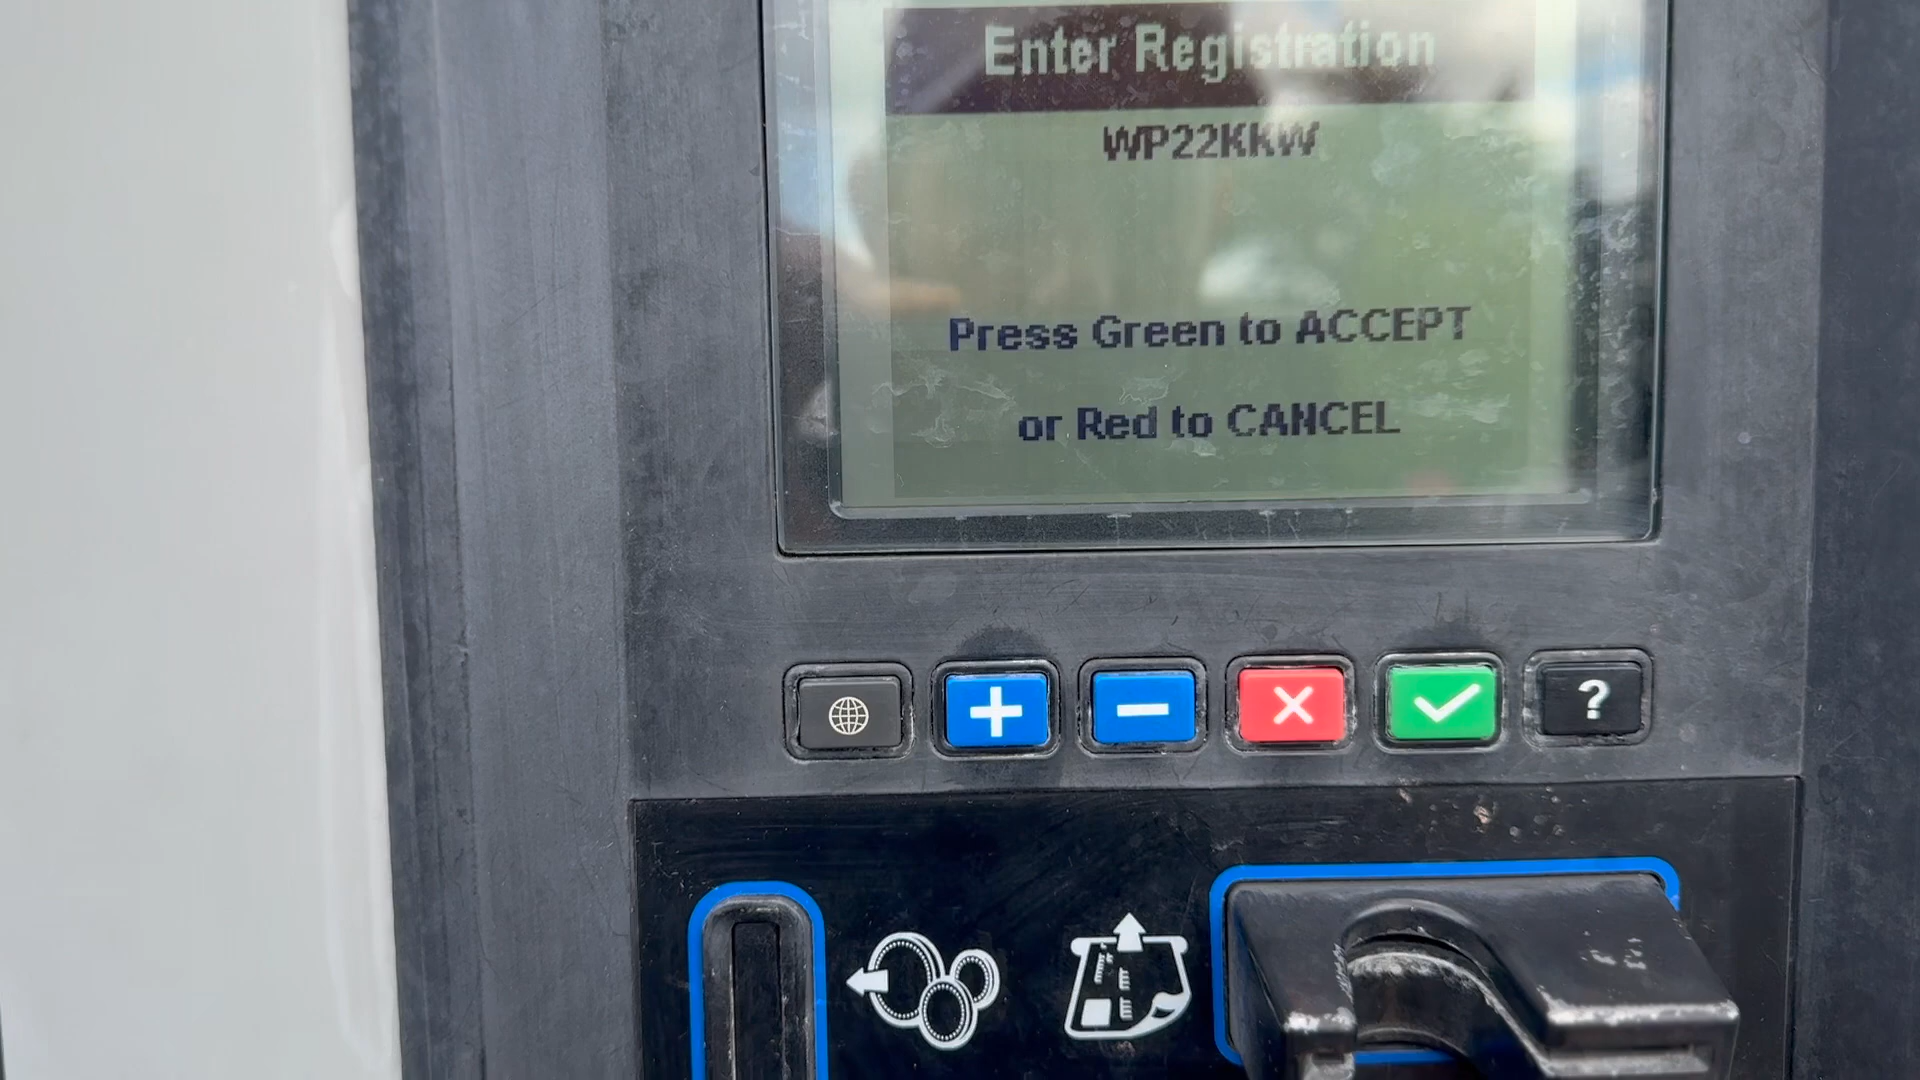 Enter Registration
WP22KKW
Press Green to ACCEPT
or Red to CANCEL
?